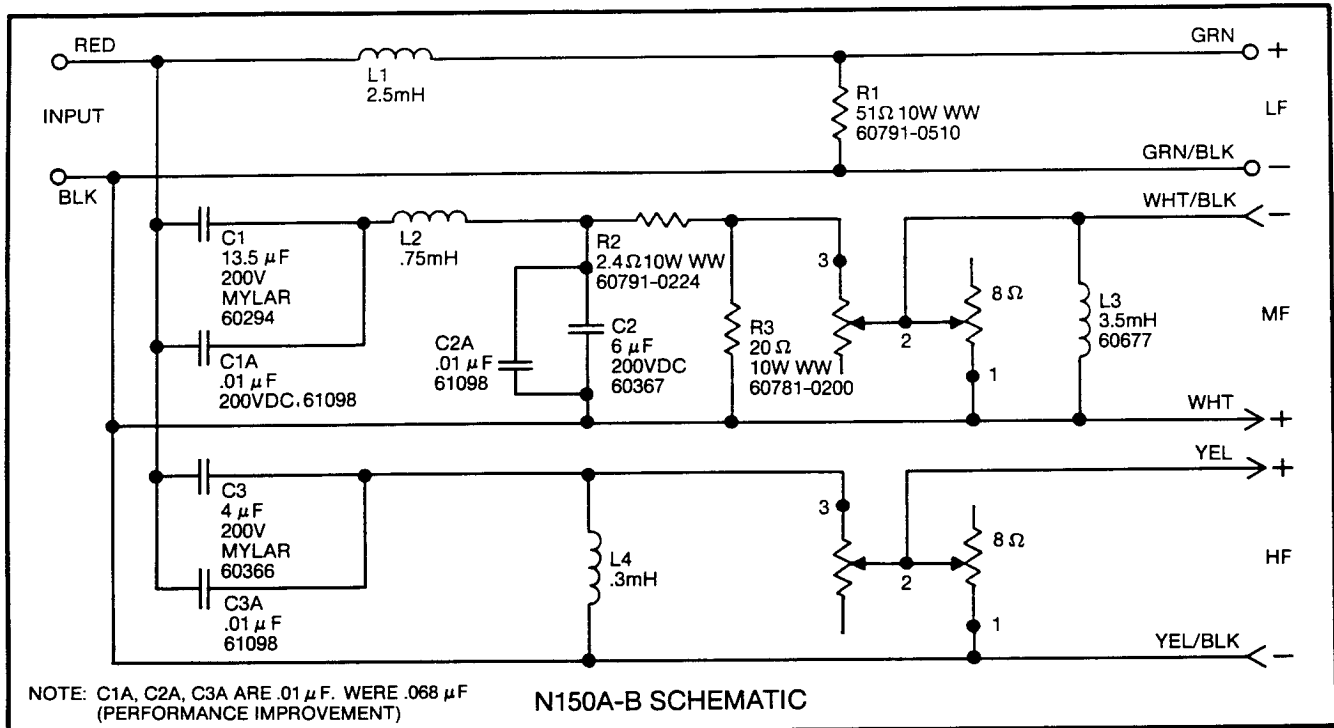 RED
GRN
+
L1
2.5mH
R1
51Ω 10W WW
60791-0510
INPUT
LF
GRN/BLK
−
BLK
WHT/BLK
−
C1
13.5 μF
200V
MYLAR
60294
L2
.75mH
R2
2.4Ω 10W WW
60791-0224
3
8Ω
L3
3.5mH
60677
MF
C2
6 μF
200VDC
60367
C2A
.01 μF
61098
R3
20 Ω
10W WW
60781-0200
2
1
C1A
.01 μF
200VDC, 61098
WHT
+
YEL
+
C3
4 μF
200V
MYLAR
60366
3
8Ω
L4
.3mH
2
HF
C3A
.01 μF
61098
1
YEL/BLK
−
NOTE: C1A, C2A, C3A ARE .01 μF. WERE .068 μF
(PERFORMANCE IMPROVEMENT)
N150A-B SCHEMATIC